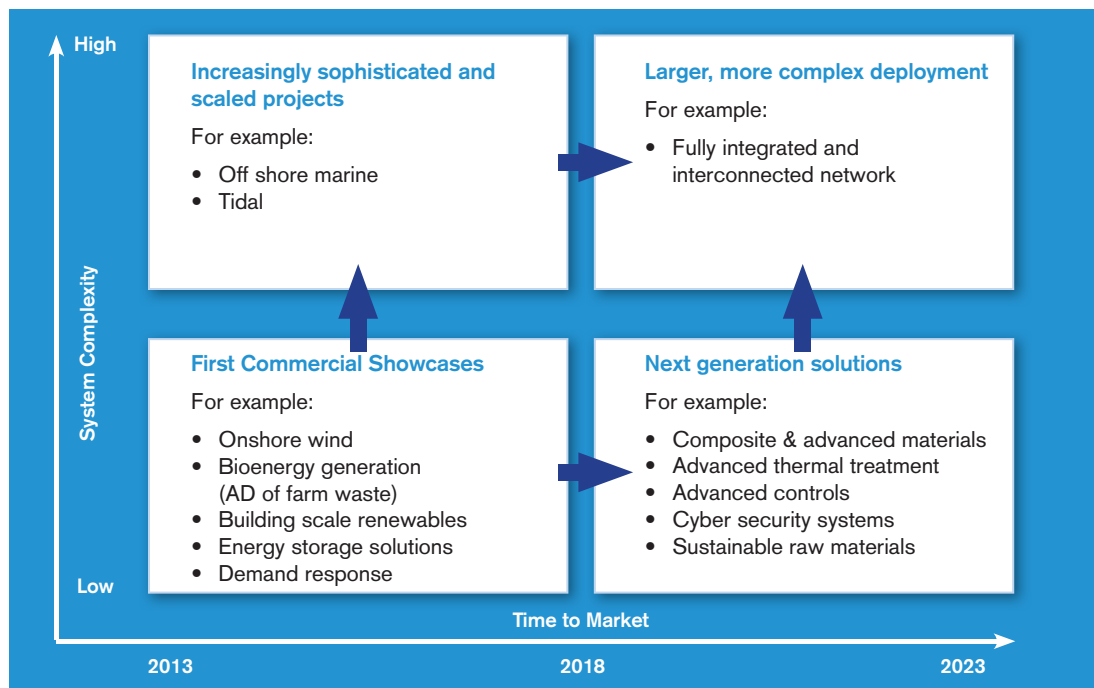 High
Increasingly sophisticated and
scaled projects
For example:
• Off shore marine
• Tidal
Larger, more complex deployment
For example:
• Fully integrated and
interconnected network
System Complexity
First Commercial Showcases
For example:
• Onshore wind
• Bioenergy generation
(AD of farm waste)
• Building scale renewables
• Energy storage solutions
• Demand response
Next generation solutions
For example:
• Composite & advanced materials
• Advanced thermal treatment
• Advanced controls
• Cyber security systems
• Sustainable raw materials
Low
Time to Market
2013
2018
2023